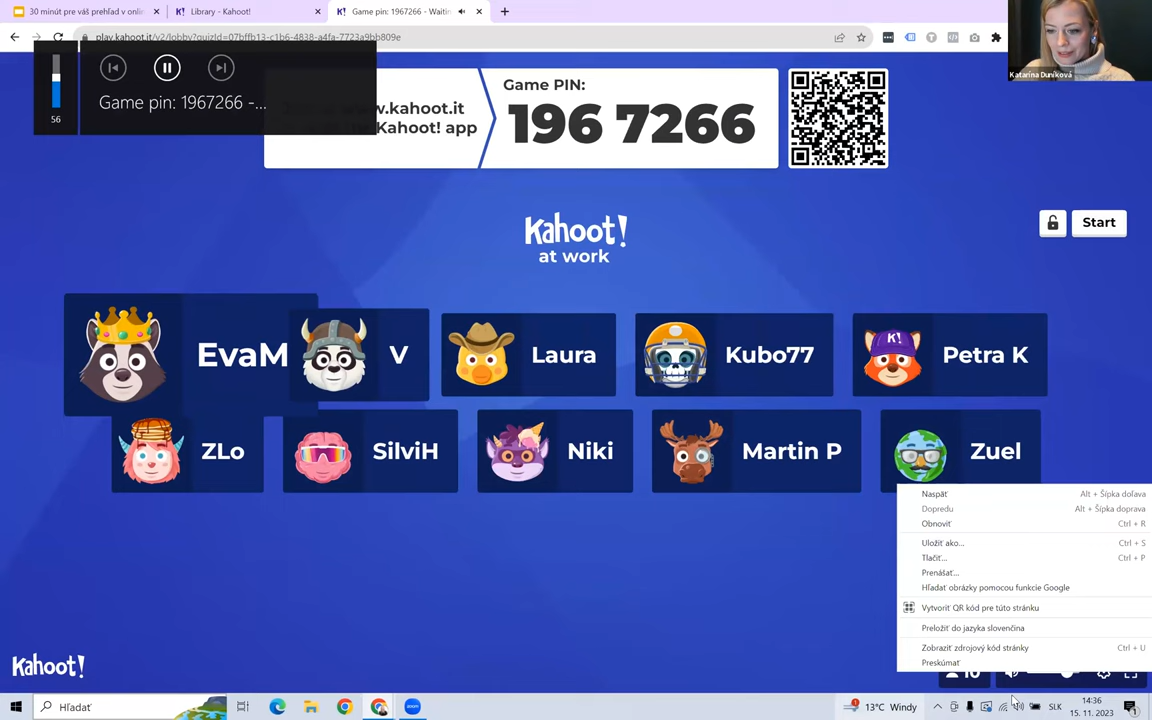 30 minút pre váš prehľad v onlin
Library - Kahoot!
Game pin: 1967266 - Waitin
play.kahoot.it/v2/lobby?quizId=07bffb13-c1b6-4838-a4fa-7723a9bb809e
Katarína Duníková
56
Game pin: 1967266 -...
www.kahoot.it
Kahoot! app
Game PIN:
196 7266
Kahoot!
at work
Start
EvaM
V
Laura
Kubo77
K!
Petra K
ZLo
SilviH
Niki
Martin P
Zuel
Naspäť Alt + Šípka doľava
Dopredu Alt + Šípka doprava
Obnoviť Ctrl + R
Uložiť ako... Ctrl + S
Tlačiť... Ctrl + P
Prenášať...
Hľadať obrázky pomocou funkcie Google
Vytvoriť QR kód pre túto stránku
Preložiť do jazyka slovenčina
Zobraziť zdrojový kód stránky Ctrl + U
Preskúmať
Kahoot!
10
Hľadať
13°C Windy
SLK
14:36
15. 11. 2023